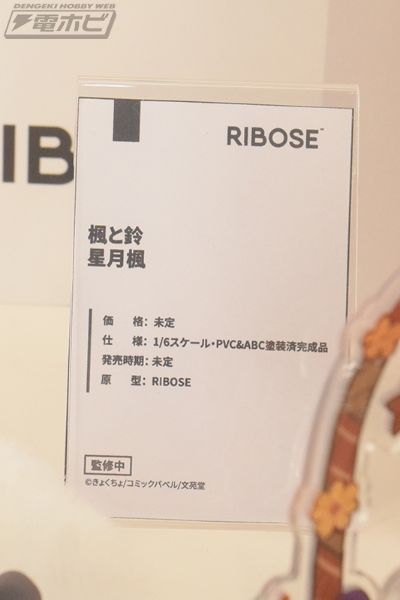 DENGEKI HOBBY WEB
電ホビ
IB
RIBOSE™
楓と鈴
星月楓
価　格：未定
仕　様：1/6スケール・PVC&ABC塗装済完成品
発売時期：未定
原　型：RIBOSE
監修中
©きょくちょ/コミックバベル/文苑堂